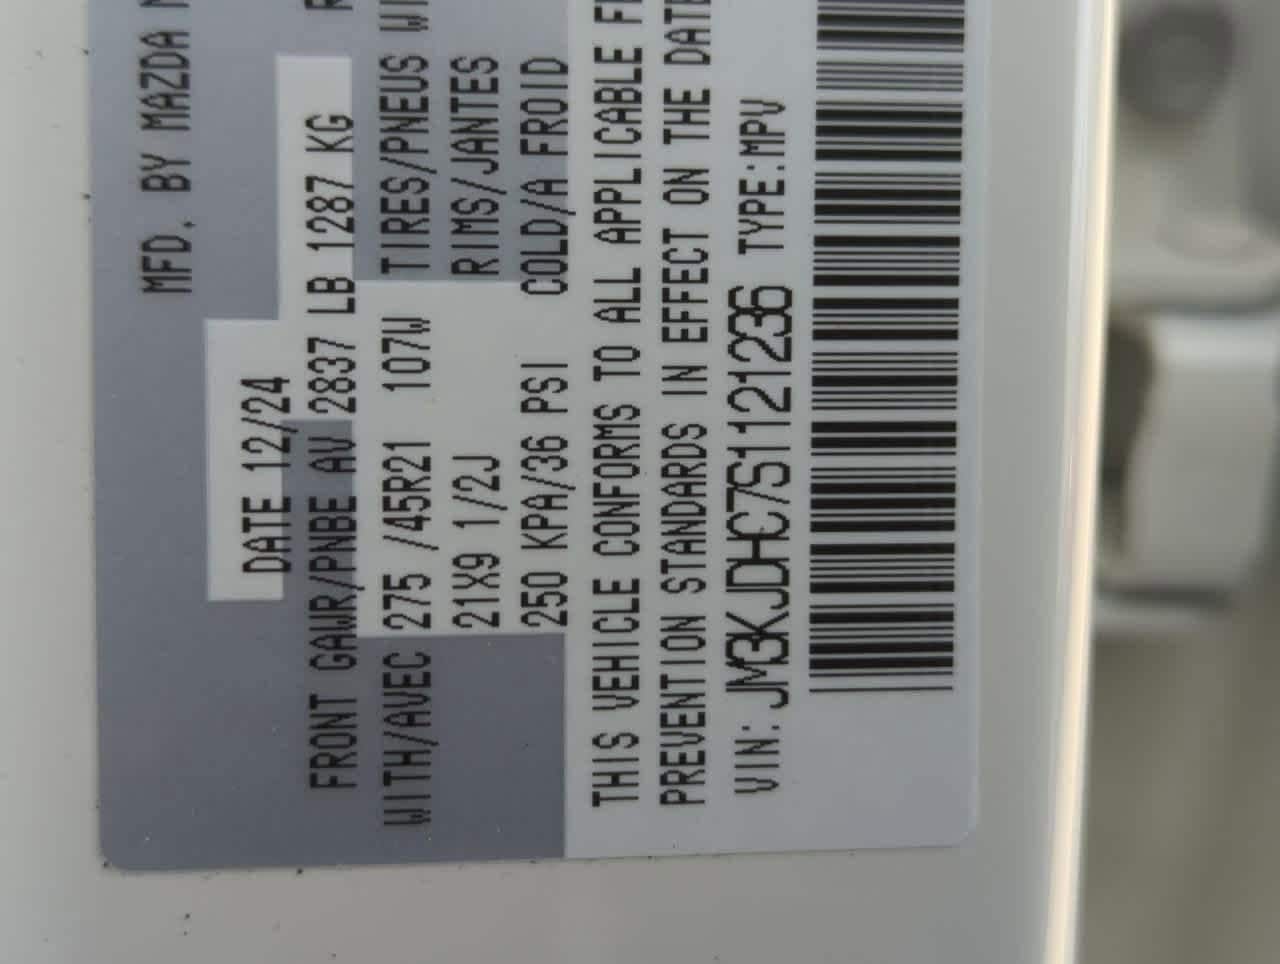 MFD. BY MAZDA
DATE 12/24
FRONT GAWR/PNBE AV 2837 LB 1287 KG
WITH/AVEC 275 /45R21 107W TIRES/PNEUS
21X9 1/2J RIMS/JANTES
250 KPA/36 PSI COLD/A FROID
THIS VEHICLE CONFORMS TO ALL APPLICABLE
PREVENTION STANDARDS IN EFFECT ON THE DATE
VIN: JM3KJDHC7S1121236 TYPE:MPV